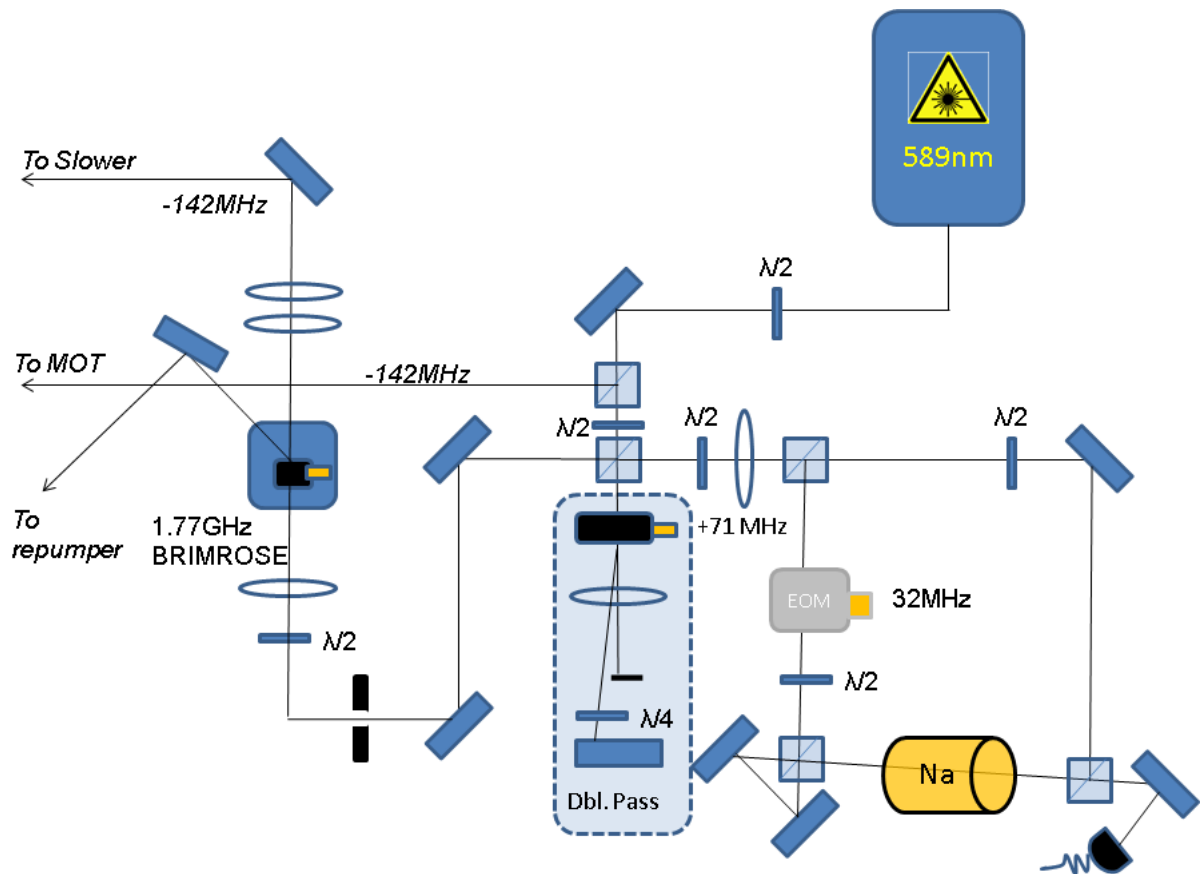 589nm
To Slower
-142MHz
λ/2
To MOT
-142MHz
λ/2
λ/2
λ/2
To
repumper
1.77GHz
BRIMROSE
+71 MHz
EOM
32MHz
λ/2
λ/2
λ/4
Na
Dbl. Pass